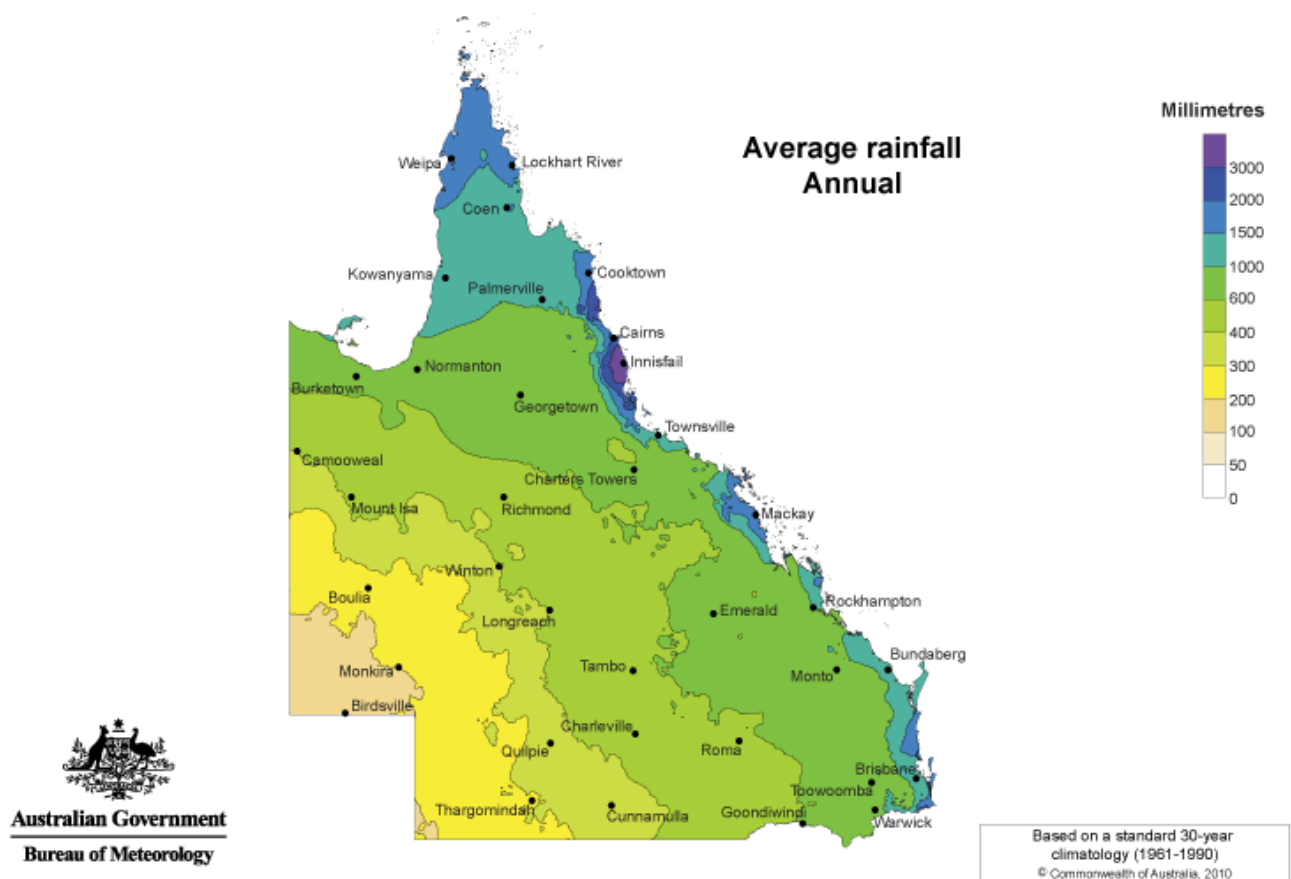 Millimetres
Average rainfall
Annual
3000
2000
1500
1000
600
400
300
200
100
50
0
Weipa
Lockhart River
Coen
Kowanyama
Cooktown
Palmerville
Cairns
Innisfail
Normanton
Burketown
Georgetown
Townsville
Camooweal
Charters Towers
Mount Isa
Richmond
Mackay
Winton
Boulia
Longreach
Emerald
Rockhampton
Monkira
Tambo
Monto
Bundaberg
Birdsville
Charleville
Quilpie
Roma
Brisbane
Toowoomba
Thargomindah
Cunnamulla
Goondiwindi
Warwick
Australian Government
Bureau of Meteorology
Based on a standard 30-year
climatology (1961-1990)
© Commonwealth of Australia, 2010